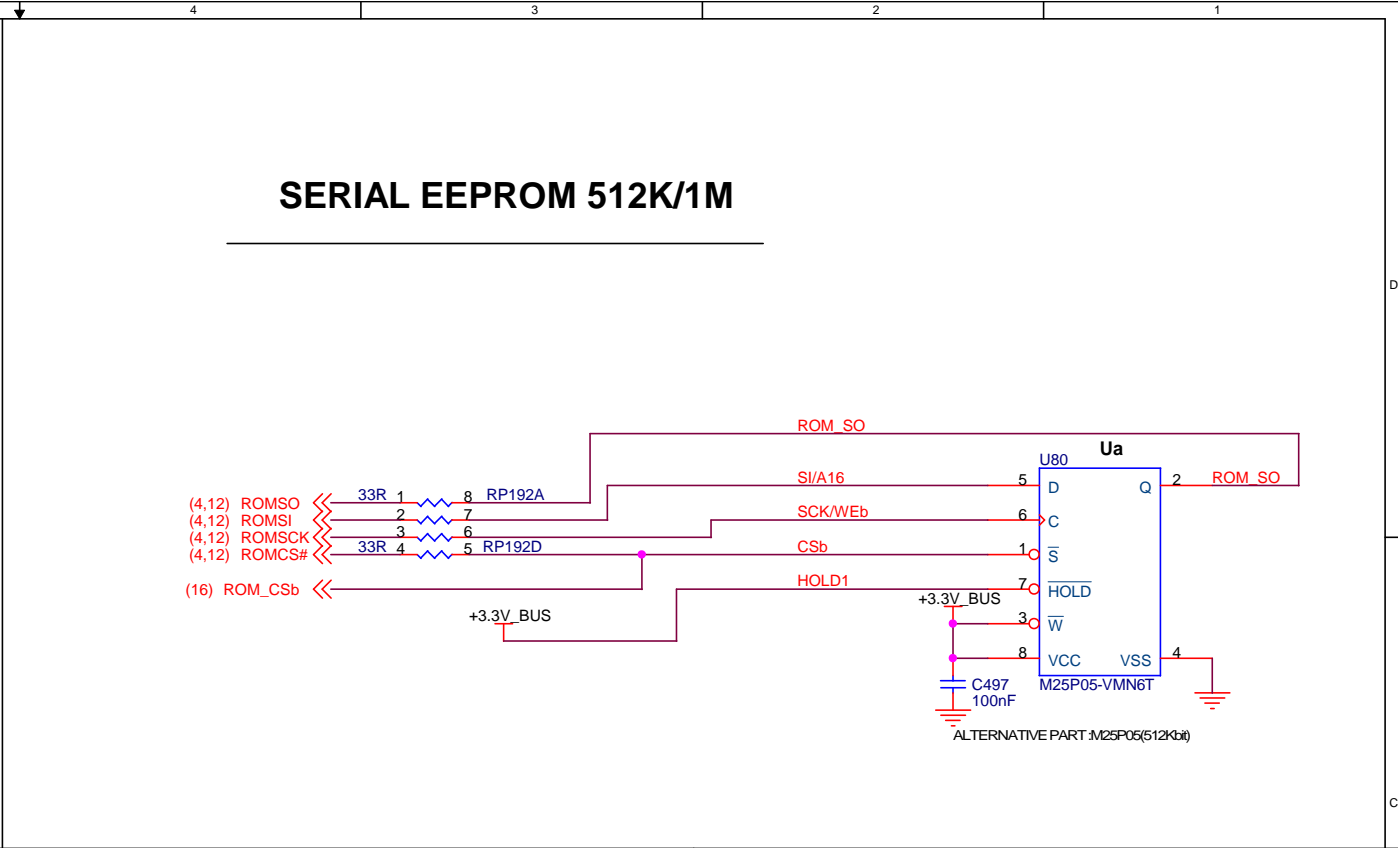 4 3 2 1
SERIAL EEPROM 512K/1M
D
ROM_SO
Ua
U80
(4,12) ROMSO 33R 1 8 RP192A
SI/A16 5 D Q 2 ROM_SO
(4,12) ROMSI 2 7
SCK/WEb 6 C
(4,12) ROMSCK 3 6
(4,12) ROMCS# 33R 4 5 RP192D CSb 1 S
(16) ROM_CSb HOLD1 7 HOLD
+3.3V_BUS
+3.3V_BUS
3 W
8 VCC VSS 4
C497
100nF
M25P05-VMN6T
ALTERNATIVE PART :M25P05(512Kbit)
C